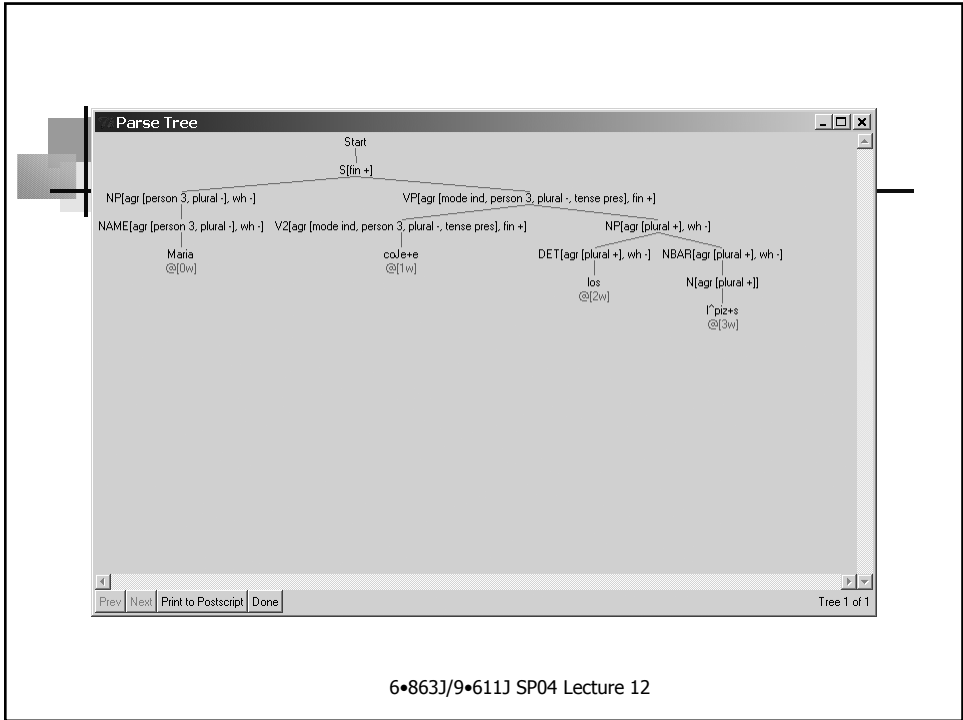 Parse Tree
Start
S[fin +]
NP[agr [person 3, plural -], wh -] VP[agr [mode ind, person 3, plural -, tense pres], fin +]
NAME[agr [person 3, plural -], wh -] V2[agr [mode ind, person 3, plural -, tense pres], fin +] NP[agr [plural +], wh -]
Maria coJe+e DET[agr [plural +], wh -] NBAR[agr [plural +], wh -]
@[0w] @[1w] los N[agr [plural +]]
@[2w] l^piz+s
@[3w]
Prev Next Print to Postscript Done Tree 1 of 1
6•863J/9•611J SP04 Lecture 12